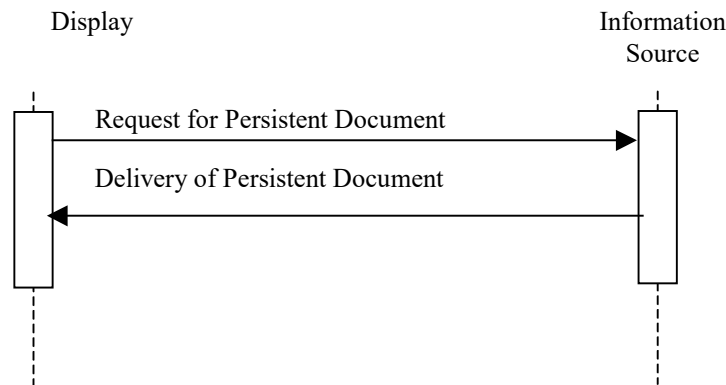 Display
Information
Source
Request for Persistent Document
Delivery of Persistent Document